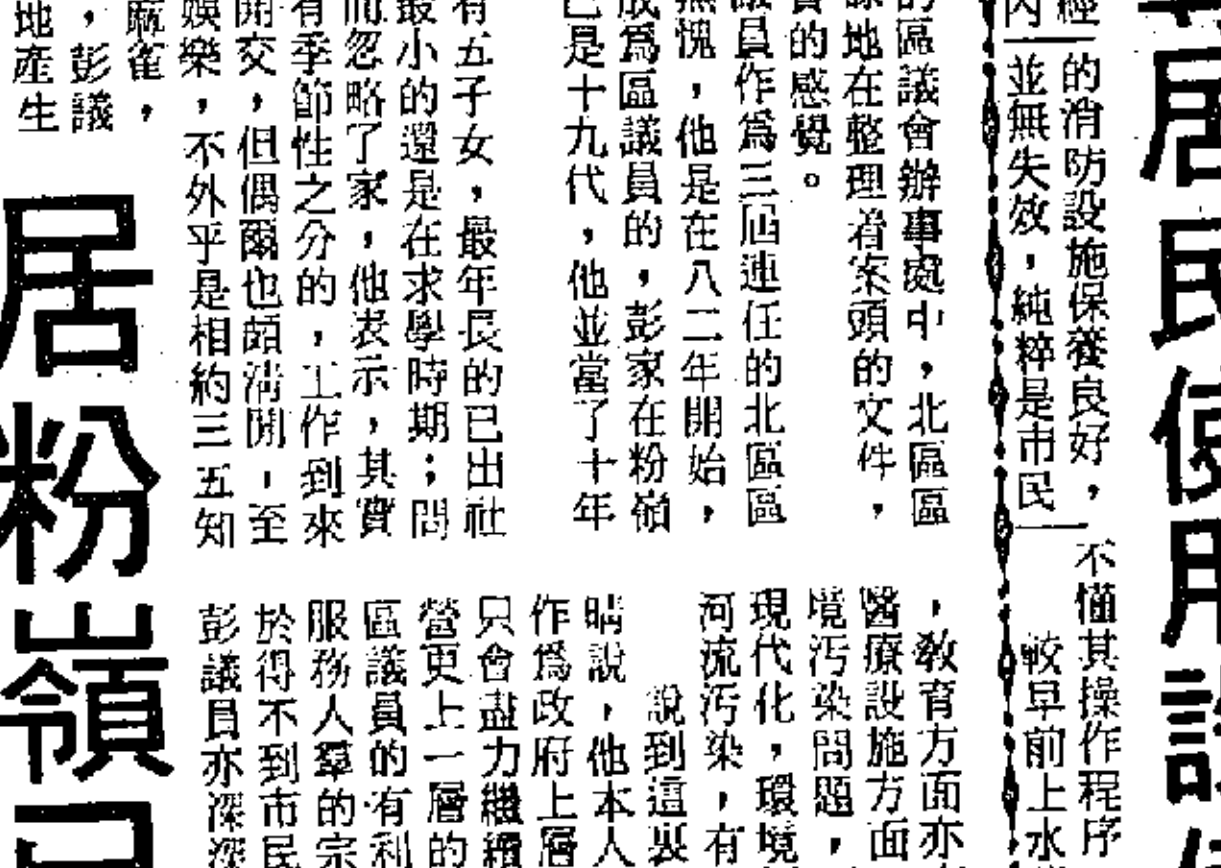 居民使用設
經
內
的消防設施保養良好，
並無失效，純粹是市民
不懂其操作程序
較早前上水
的區議會辦事處中，北區區
地在整理着案頭的文件，
的感覺。
議員作為三屆連任的北區區
無愧，他是在八二年開始，
成為區議員的，彭家在粉嶺
已是十九代，他並當了十年
有五子女，最年長的已出社
最小的還是在求學時期；問
而忽略了家，他表示，其實
有季節性之分的，工作到來
開交，但偶爾也頗清閒，至
娛樂，不外乎是相約三五知
麻雀，
，彭議
地產生
，教育方面亦
醫療設施方面
境污染問題，
現代化，環境
河流污染，有
說到這裏
晴說，他本人
作為政府上層
只會盡力繼續
營更上一層的
區議員的有利
服務人羣的宗
於得不到市民
彭議員亦深深
居粉嶺已